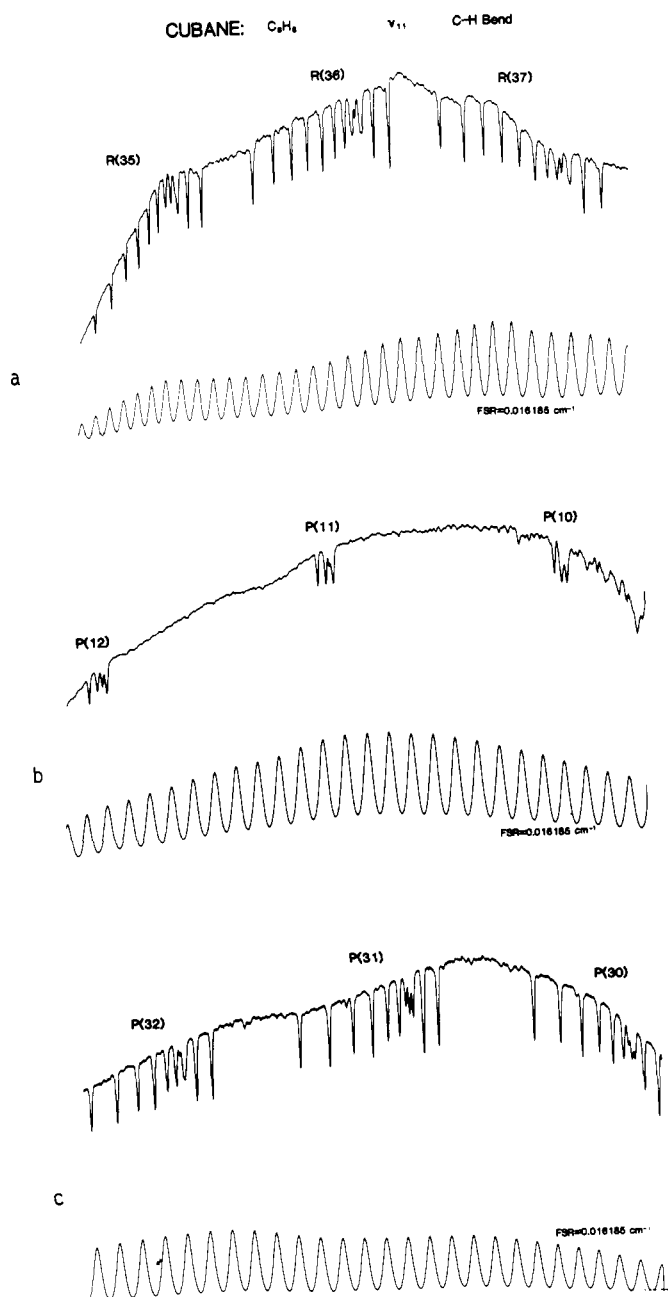 CUBANE: C₈H₈ ν₁₁ C-H Bend
R(36)
R(37)
R(35)
a
FSR=0.016185 cm⁻¹
P(11)
P(10)
P(12)
b
FSR=0.016185 cm⁻¹
P(31)
P(30)
P(32)
c
FSR=0.016185 cm⁻¹